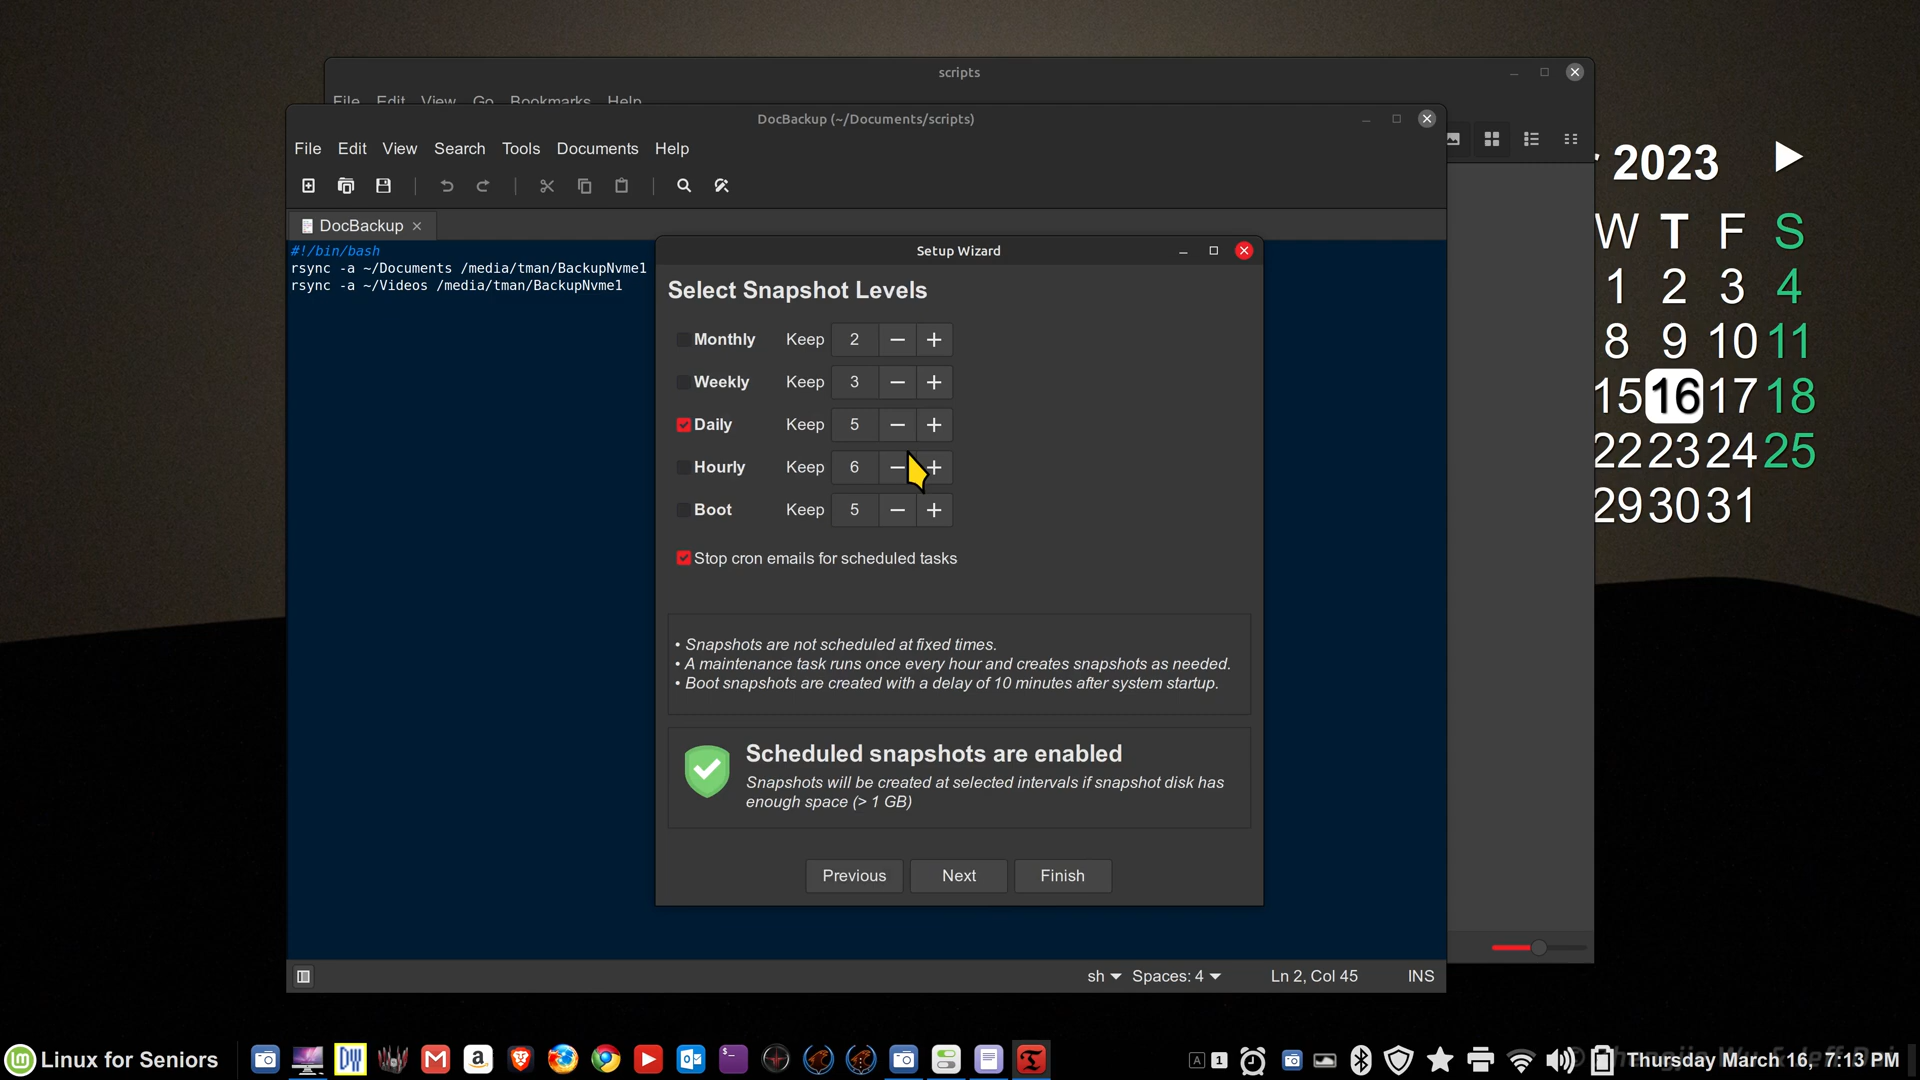 scripts
File Edit View Go Bookmarks Help
DocBackup (~/Documents/scripts)
File Edit View Search Tools Documents Help
DocBackup
#!/bin/bash
rsync -a ~/Documents /media/tman/BackupNvme1
rsync -a ~/Videos /media/tman/BackupNvme1
Setup Wizard
Select Snapshot Levels
Monthly Keep 2 − +
Weekly Keep 3 − +
Daily Keep 5 − +
Hourly Keep 6 − +
Boot Keep 5 − +
Stop cron emails for scheduled tasks
• Snapshots are not scheduled at fixed times.
• A maintenance task runs once every hour and creates snapshots as needed.
• Boot snapshots are created with a delay of 10 minutes after system startup.
Scheduled snapshots are enabled
Snapshots will be created at selected intervals if snapshot disk has
enough space (> 1 GB)
Previous Next Finish
sh Spaces: 4 Ln 2, Col 45 INS
2023
W T F S
1 2 3 4
8 9 10 11
15 16 17 18
22 23 24 25
29 30 31
Linux for Seniors
DW
A 1
Thursday March 16, 7:13 PM